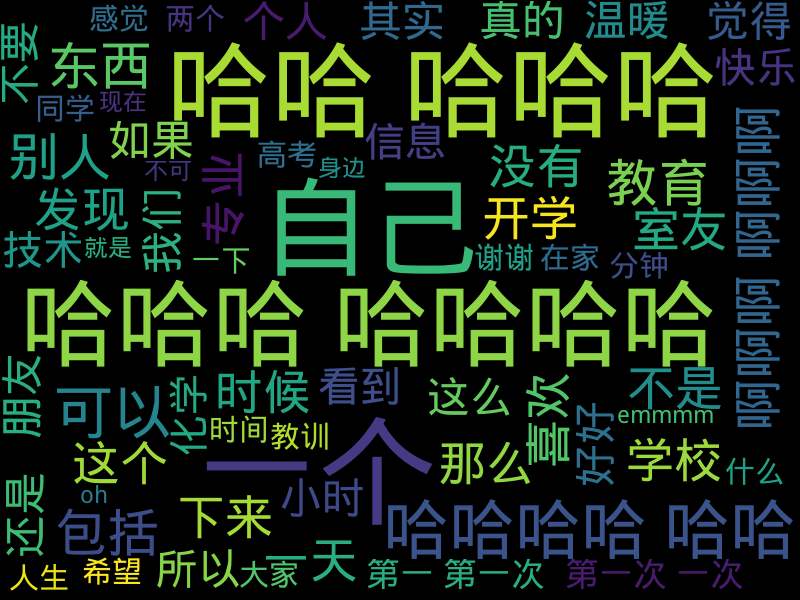 不要 感觉 两个 个人 其实 真的 温暖 觉得
东西 哈哈 哈哈哈 快乐
同学 现在
别人 如果 不可 专业 高考 身边 信息 没有 教育 啊啊啊
发现 我们 自己 开学 室友
技术 就是 一下 谢谢 在家 分钟
哈哈哈 哈哈哈哈 啊啊啊
朋友 可以 化学 时候 看到 这么 喜欢 好好 不是
时间 教训 一个 emmmm
还是 这个 oh 小时 那么 学校 什么
包括 下来 哈哈哈哈 哈哈
人生 希望 所以 大家 一天 第一 第一次 第一次 一次